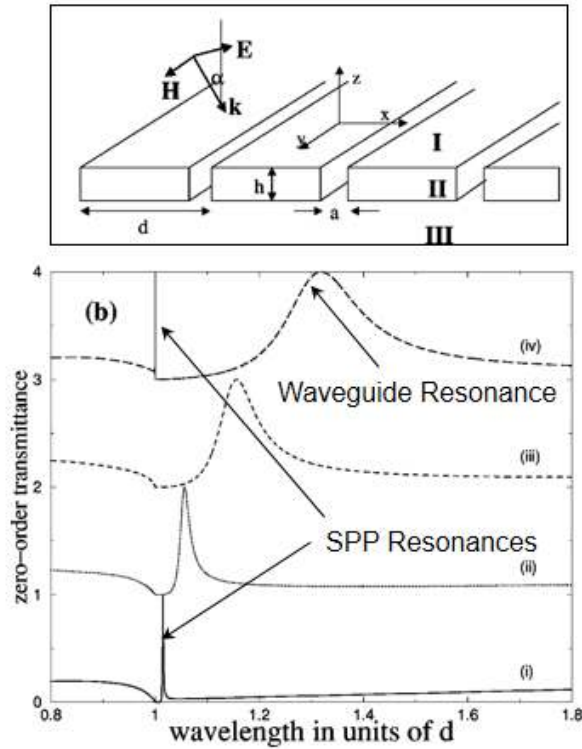 E
H
α
k
z
x
y
I
h
II
d
a
III
4
(b)
(iv)
Waveguide Resonance
3
(iii)
2
SPP Resonances
(ii)
1
(i)
0
0.8 1 1.2 1.4 1.6 1.8
zero-order transmittance
wavelength in units of d